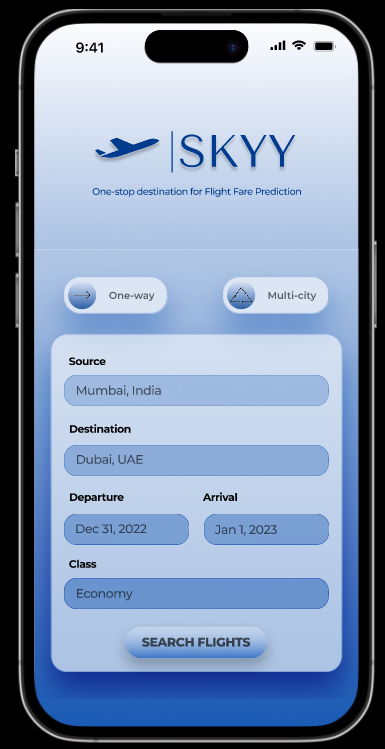 9:41
SKYY
One-stop destination for Flight Fare Prediction
One-way
Multi-city
Source
Mumbai, India
Destination
Dubai, UAE
Departure
Arrival
Dec 31, 2022
Jan 1, 2023
Class
Economy
SEARCH FLIGHTS